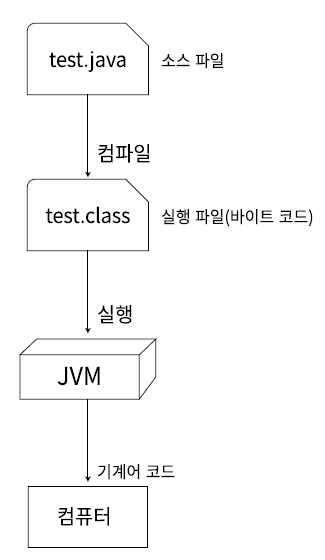 test.java
소스 파일
컴파일
test.class
실행 파일(바이트 코드)
실행
JVM
기계어 코드
컴퓨터